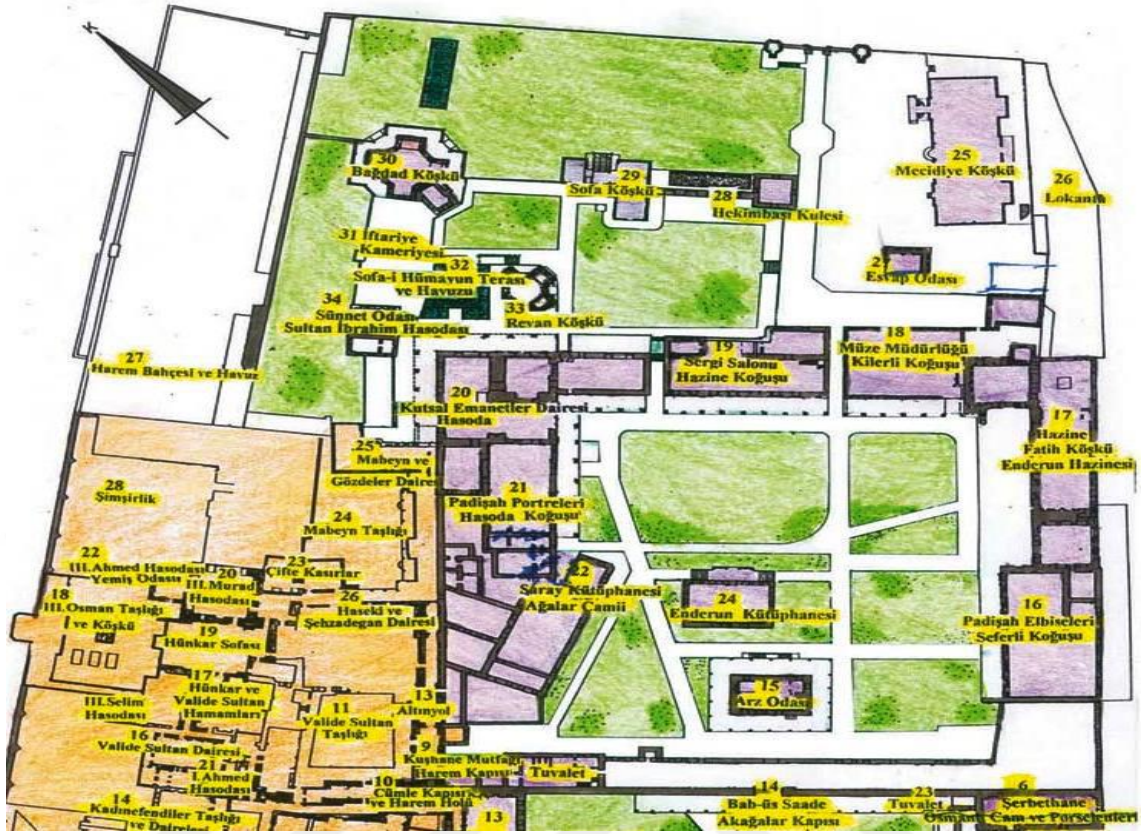 K
30
Bağdad Köşkü
29
Sofa Köşkü
28
Hekimbaşı Kulesi
25
Mecidiye Köşkü
26
Lokanta
31 İftariye
Kameriyesi
32
Sofa-i Hümayun Terası
ve Havuzu
27
Esvap Odası
34
Sünnet Odası
Sultan İbrahim Hasodası
33
Revan Köşkü
27
Harem Bahçesi ve Havuz
19
Sergi Salonu
Hazine Koğuşu
18
Müze Müdürlüğü
Kilerli Koğuşu
20
Kutsal Emanetler Dairesi
Hasoda
17
Hazine
Fatih Köşkü
Enderun Hazinesi
25
Mabeyn ve
Gözdeler Dairesi
28
Şimşirlik
21
Padişah Portreleri
Hasoda Koğuşu
24
Mabeyn Taşlığı
22
III.Ahmed Hasodası
Yemiş Odası
20
III.Murad
Hasodası
23
Çifte Kasırlar
22
Saray Kütüphanesi
Ağalar Camii
24
Enderun Kütüphanesi
16
Padişah Elbiseleri
Seferli Koğuşu
18
III.Osman Taşlığı
ve Köşkü
26
Haseki ve
Şehzadegan Dairesi
19
Hünkar Sofası
17
Hünkar ve
Valide Sultan
Hamamları
15
Arz Odası
III.Selim
Hasodası
11
Valide Sultan
Taşlığı
13
Altınyol
16
Valide Sultan Dairesi
9
Kuşhane Mutfağı
Harem Kapısı
Tuvalet
21
I.Ahmed
Hasodası
10
Cümle Kapısı
ve Harem Holü
14
Bab-üs Saade
Akağalar Kapısı
23
Tuvalet
6
Şerbethane
Osmanlı Cam ve Porselenleri
14
Kadınefendiler Taşlığı
ve Daireleri
13